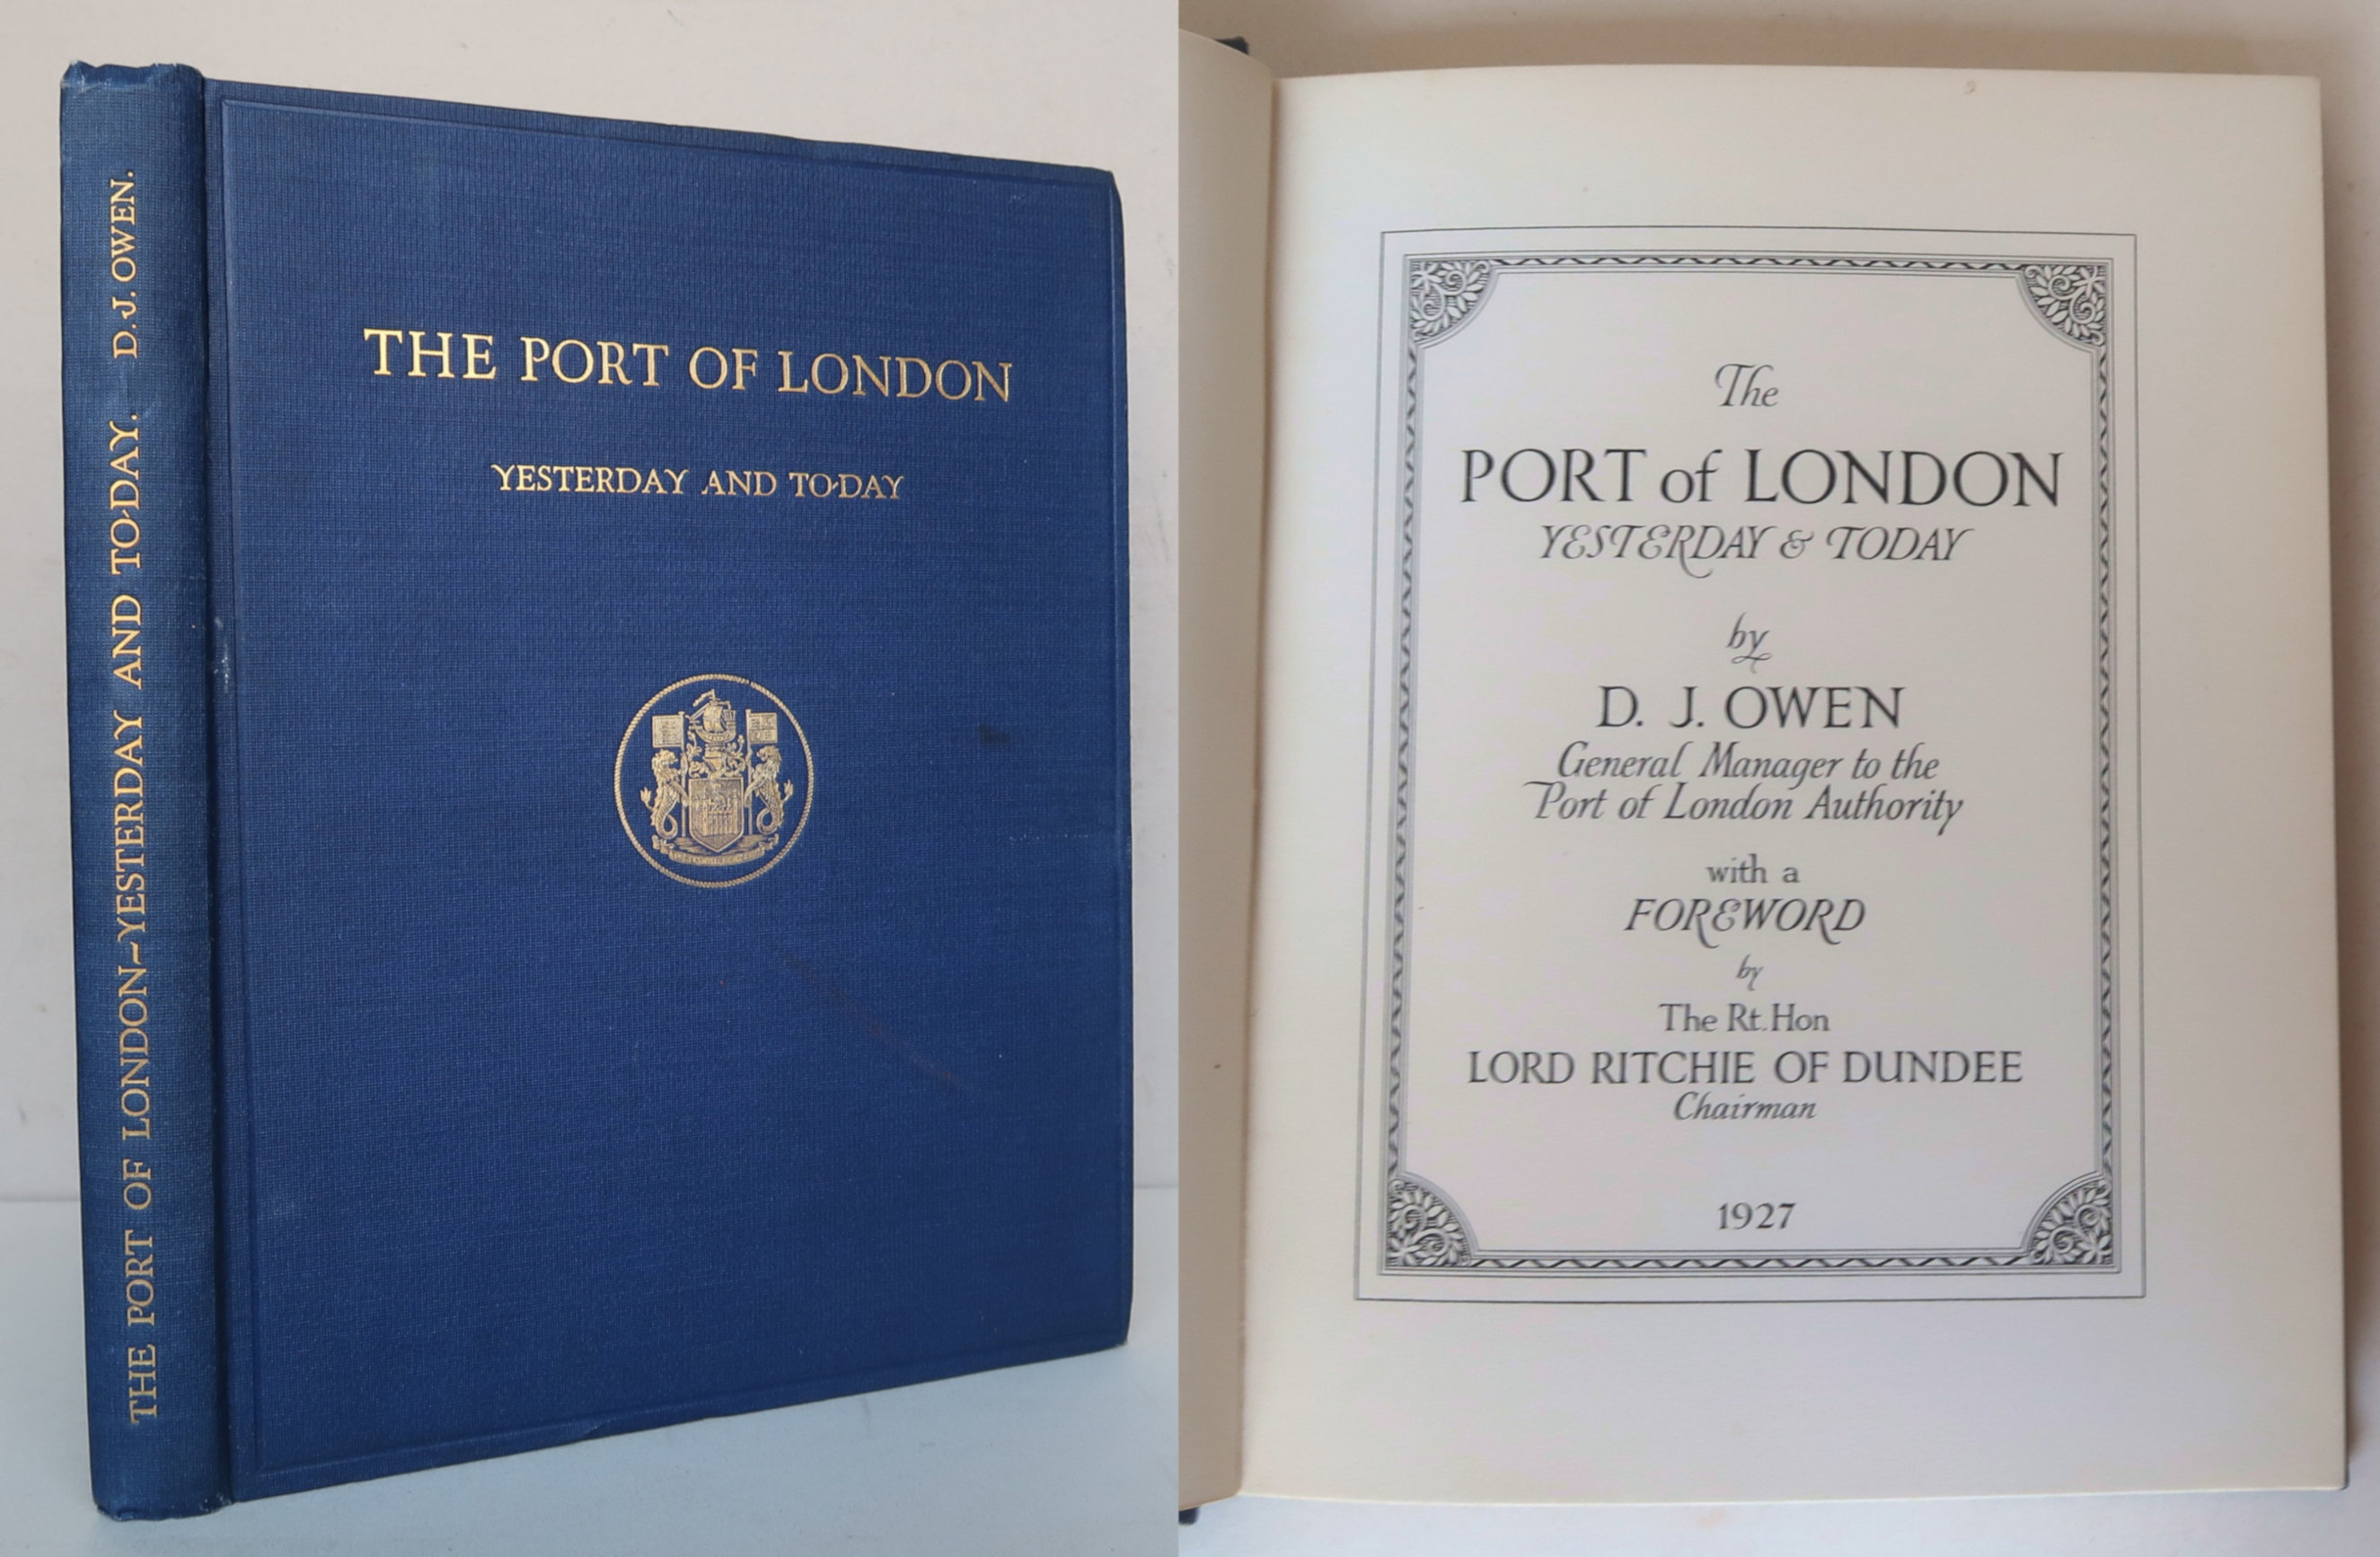 THE PORT OF LONDON~YESTERDAY AND TO-DAY. D. J. OWEN.
THE PORT OF LONDON
YESTERDAY AND TO-DAY
The
PORT of LONDON
YESTERDAY & TODAY
by
D. J. OWEN
General Manager to the
Port of London Authority
with a
FOREWORD
by
The Rt. Hon
LORD RITCHIE OF DUNDEE
Chairman
1927